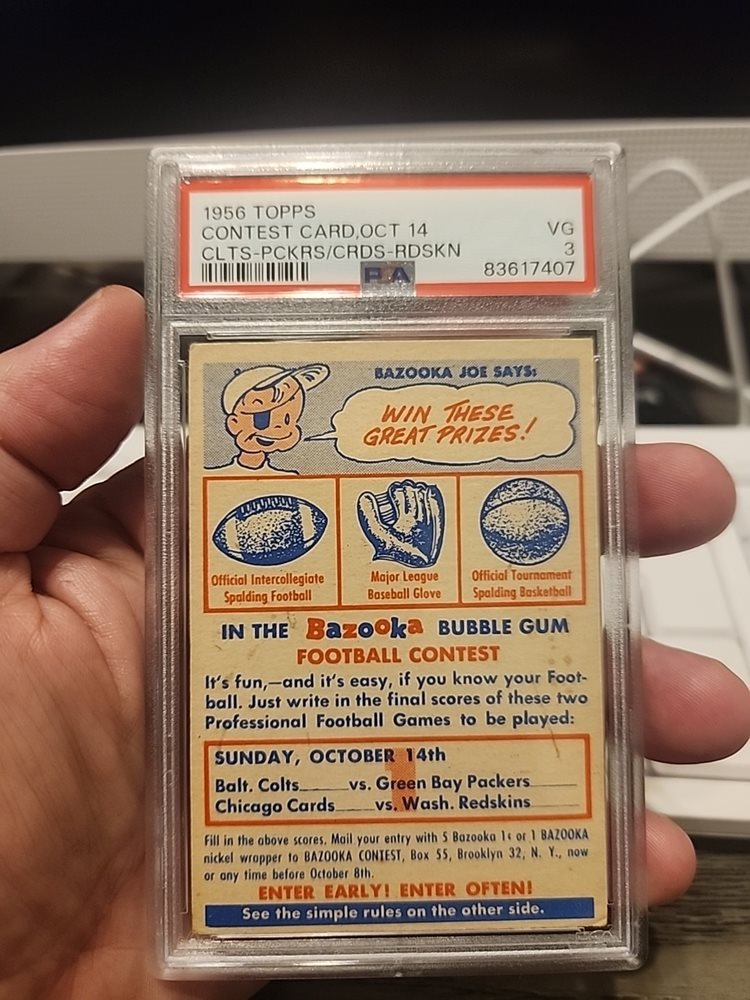 1956 TOPPS
CONTEST CARD,OCT 14
VG
CLTS-PCKRS/CRDS-RDSKN
3
PSA
83617407
BAZOOKA JOE SAYS:
WIN THESE
GREAT PRIZES!
Official Intercollegiate
Spalding Football
Major League
Baseball Glove
Official Tournament
Spalding Basketball
IN THE Bazooka BUBBLE GUM
FOOTBALL CONTEST
It's fun,—and it's easy, if you know your Foot-
ball. Just write in the final scores of these two
Professional Football Games to be played:
SUNDAY, OCTOBER 14th
Balt. Colts____vs. Green Bay Packers____
Chicago Cards____vs. Wash. Redskins____
Fill in the above scores. Mail your entry with 5 Bazooka 1¢ or 1 BAZOOKA
nickel wrapper to BAZOOKA CONTEST, Box 55, Brooklyn 32, N. Y., now
or any time before October 8th.
ENTER EARLY! ENTER OFTEN!
See the simple rules on the other side.